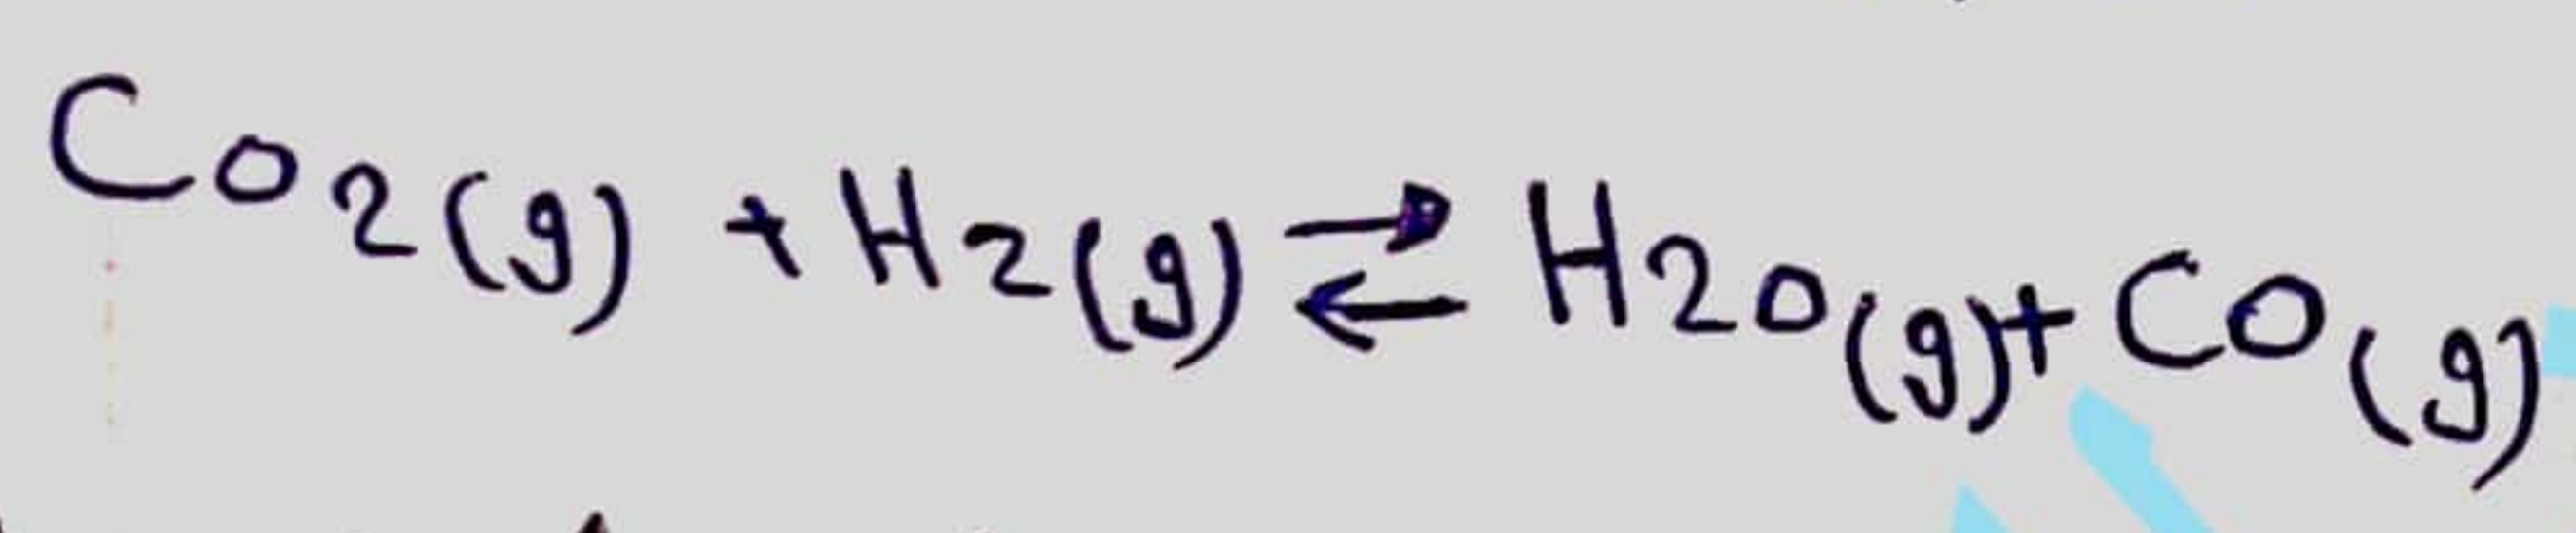 Co2(g) + H2(g) ⇄ H2o(g) + CO(g)